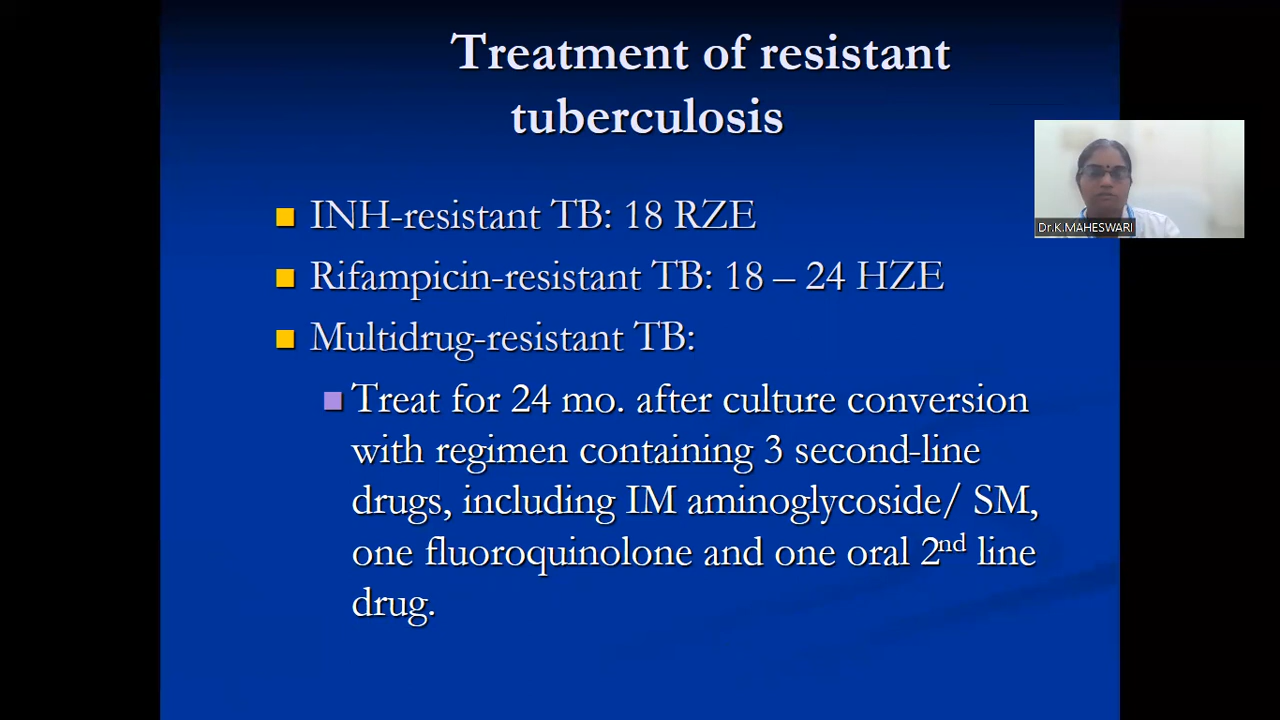 Treatment of resistant
tuberculosis
INH-resistant TB: 18 RZE
Rifampicin-resistant TB: 18 – 24 HZE
Multidrug-resistant TB:
Treat for 24 mo. after culture conversion
with regimen containing 3 second-line
drugs, including IM aminoglycoside/ SM,
one fluoroquinolone and one oral 2nd line
drug.
Dr.K.MAHESWARI